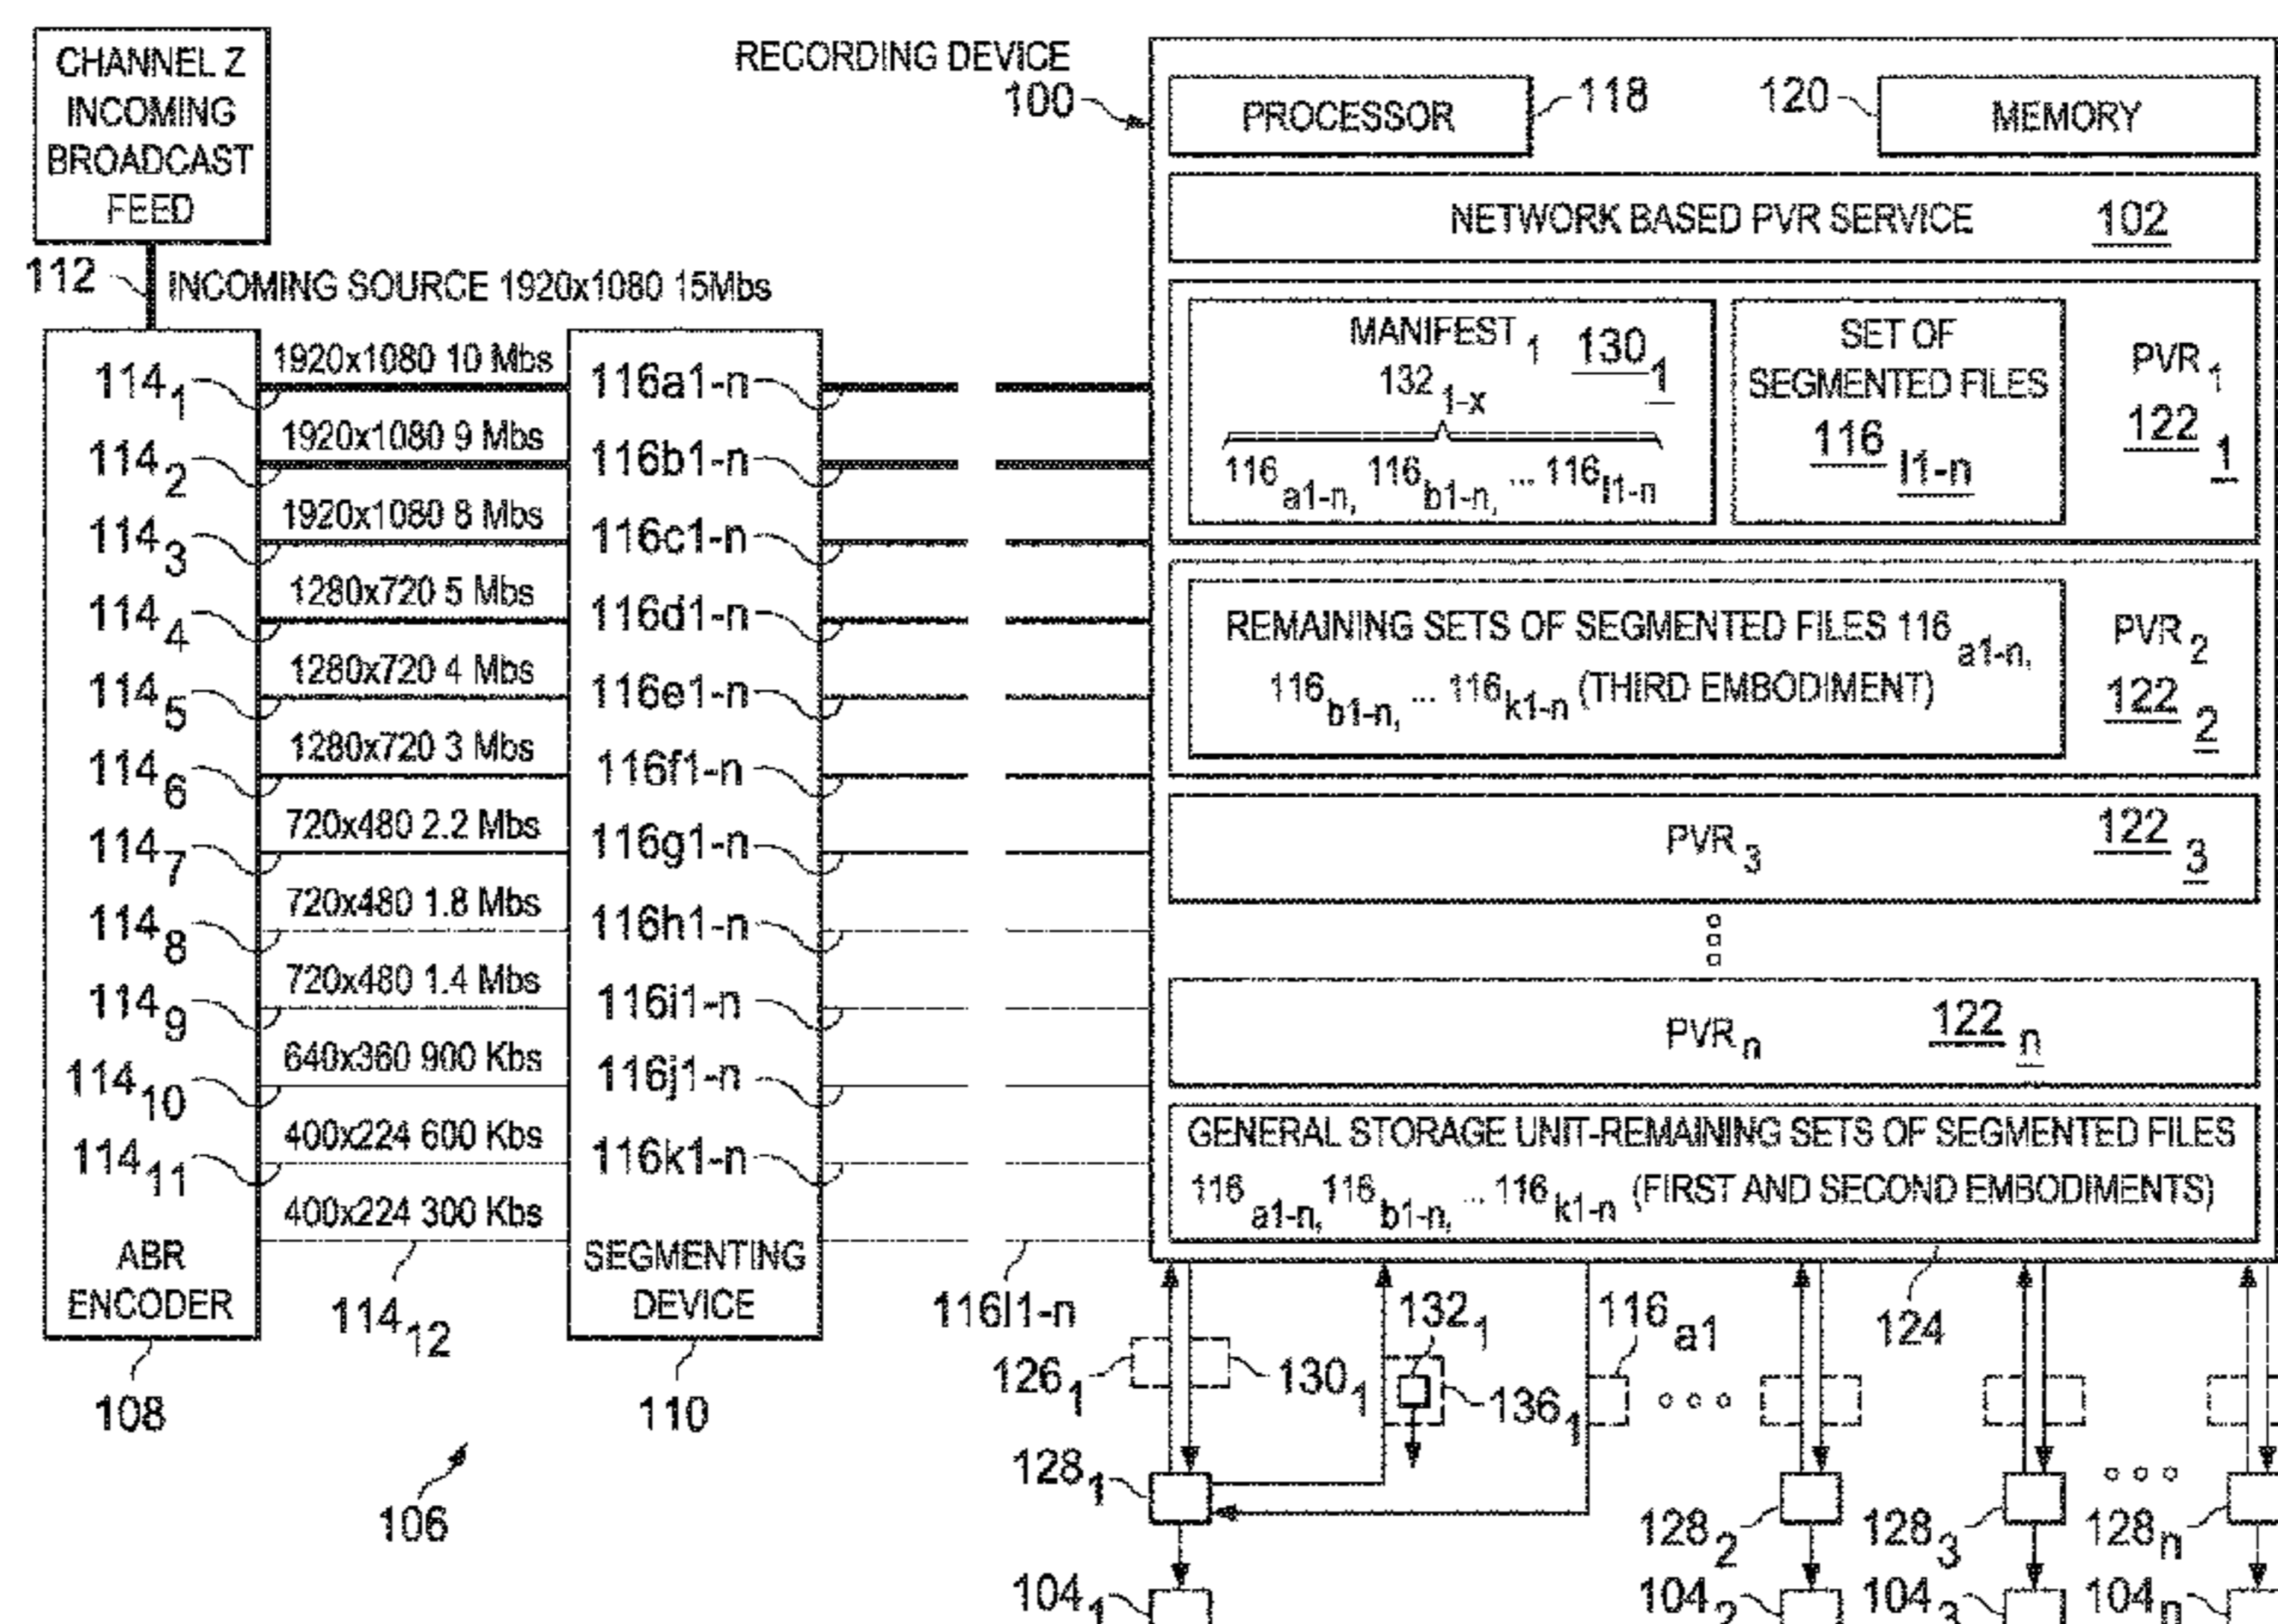 CHANNEL Z
INCOMING
BROADCAST
FEED
112
INCOMING SOURCE 1920x1080 15Mbs
114 1
1920x1080 10 Mbs
116a1-n
114 2
1920x1080 9 Mbs
116b1-n
114 3
1920x1080 8 Mbs
116c1-n
114 4
1280x720 5 Mbs
116d1-n
114 5
1280x720 4 Mbs
116e1-n
114 6
1280x720 3 Mbs
116f1-n
114 7
720x480 2.2 Mbs
116g1-n
114 8
720x480 1.8 Mbs
116h1-n
114 9
720x480 1.4 Mbs
116i1-n
114 10
640x360 900 Kbs
116j1-n
114 11
400x224 600 Kbs
116k1-n
400x224 300 Kbs
ABR
ENCODER
SEGMENTING
DEVICE
114 12
116l1-n
108
110
106
RECORDING DEVICE
100
PROCESSOR
118
120
MEMORY
NETWORK BASED PVR SERVICE 102
MANIFEST 1 130 1
132 1-x
116 a1-n, 116 b1-n, ... 116 l1-n
SET OF
SEGMENTED FILES
116 l1-n
PVR 1
122 1
REMAINING SETS OF SEGMENTED FILES 116 a1-n,
116 b1-n, ... 116 k1-n (THIRD EMBODIMENT)
PVR 2
122 2
PVR 3 122 3
PVR n 122 n
GENERAL STORAGE UNIT-REMAINING SETS OF SEGMENTED FILES
116 a1-n, 116 b1-n, ... 116 k1-n (FIRST AND SECOND EMBODIMENTS)
124
126 1
130 1
132 1
136 1
116 a1
128 1
128 2
128 3
128 n
104 1
104 2
104 3
104 n